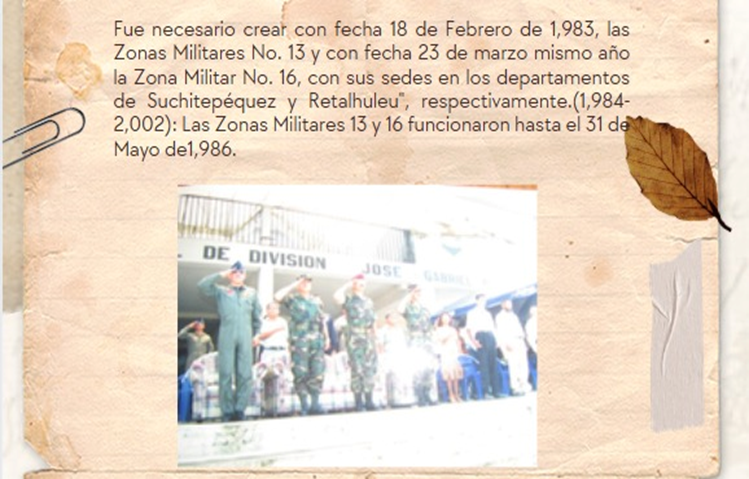 Fue necesario crear con fecha 18 de Febrero de 1,983, las
Zonas Militares No. 13 y con fecha 23 de marzo mismo año
la Zona Militar No. 16, con sus sedes en los departamentos
de Suchitepéquez y Retalhuleu", respectivamente.(1,984-
2,002): Las Zonas Militares 13 y 16 funcionaron hasta el 31 de
Mayo de1,986.
DE DIVISION JOSE GABRIEL